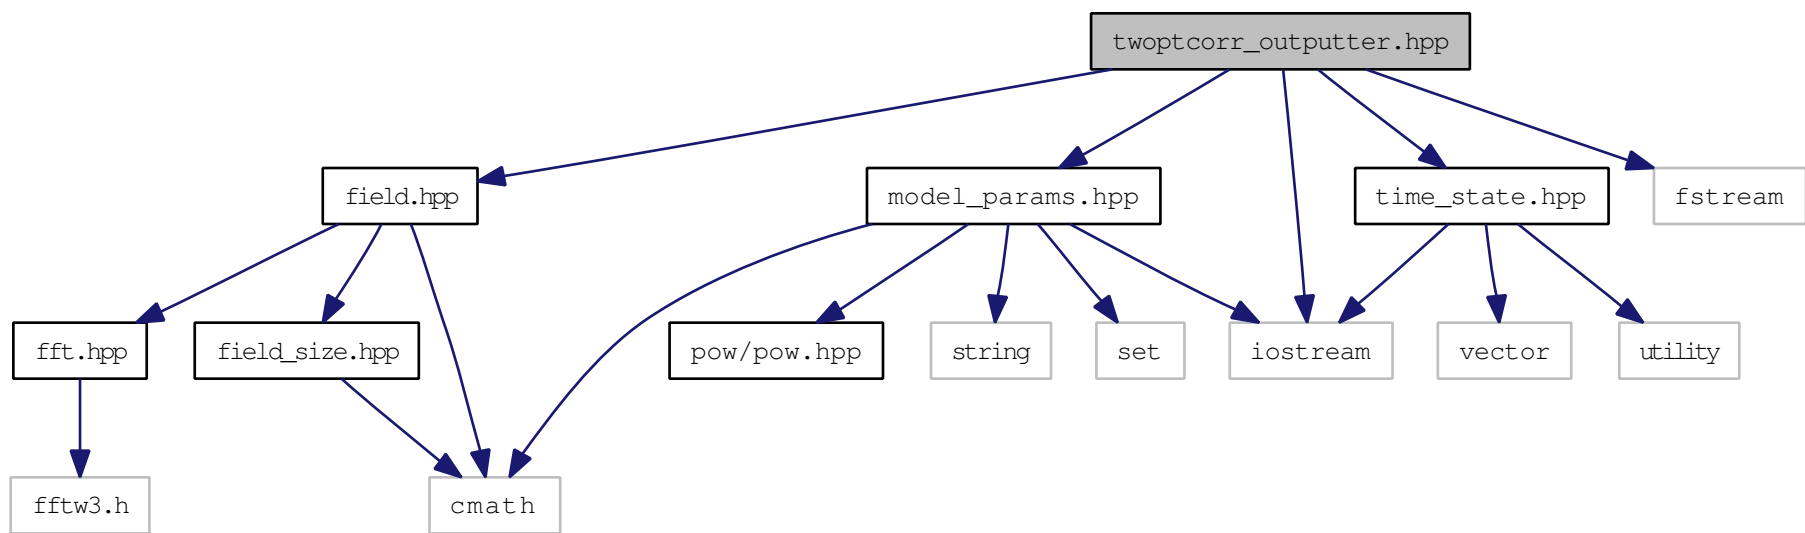 twoptcorr_outputter.hpp
field.hpp
model_params.hpp
time_state.hpp
fstream
fft.hpp
field_size.hpp
pow/pow.hpp
string
set
iostream
vector
utility
fftw3.h
cmath